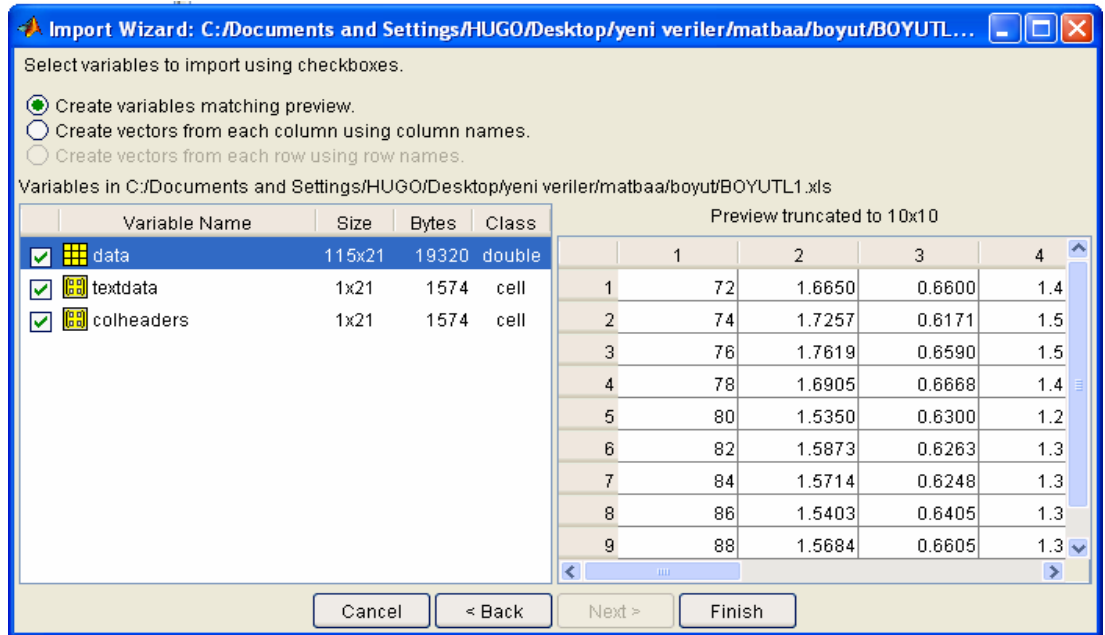 Import Wizard: C:/Documents and Settings/HUGO/Desktop/yeni veriler/matbaa/boyut/BOYUTL...
Select variables to import using checkboxes.
Create variables matching preview.
Create vectors from each column using column names.
Create vectors from each row using row names.
Variables in C:/Documents and Settings/HUGO/Desktop/yeni veriler/matbaa/boyut/BOYUTL1.xls
Variable Name Size Bytes Class
data 115x21 19320 double
textdata 1x21 1574 cell
colheaders 1x21 1574 cell
Preview truncated to 10x10
1 2 3 4
1 72 1.6650 0.6600 1.4
2 74 1.7257 0.6171 1.5
3 76 1.7619 0.6590 1.5
4 78 1.6905 0.6668 1.4
5 80 1.5350 0.6300 1.2
6 82 1.5873 0.6263 1.3
7 84 1.5714 0.6248 1.3
8 86 1.5403 0.6405 1.3
9 88 1.5684 0.6605 1.3
Cancel < Back Next > Finish